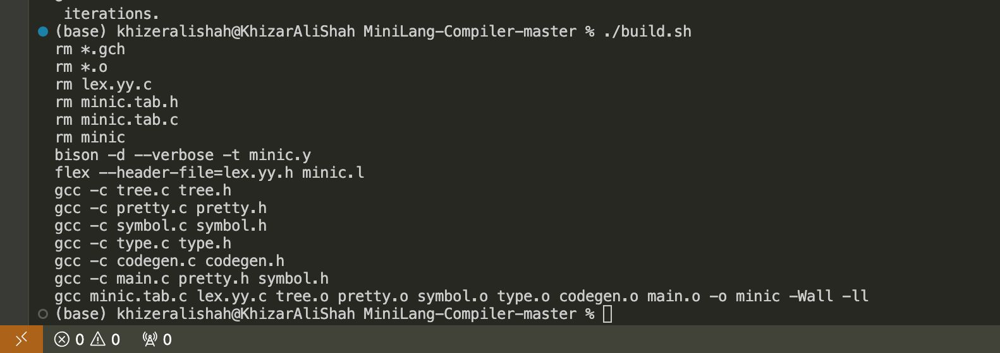 iterations.
(base) khizeralishah@KhizarAliShah MiniLang-Compiler-master % ./build.sh
rm *.gch
rm *.o
rm lex.yy.c
rm minic.tab.h
rm minic.tab.c
rm minic
bison -d --verbose -t minic.y
flex --header-file=lex.yy.h minic.l
gcc -c tree.c tree.h
gcc -c pretty.c pretty.h
gcc -c symbol.c symbol.h
gcc -c type.c type.h
gcc -c codegen.c codegen.h
gcc -c main.c pretty.h symbol.h
gcc minic.tab.c lex.yy.c tree.o pretty.o symbol.o type.o codegen.o main.o -o minic -Wall -ll
(base) khizeralishah@KhizarAliShah MiniLang-Compiler-master %
0 0 0